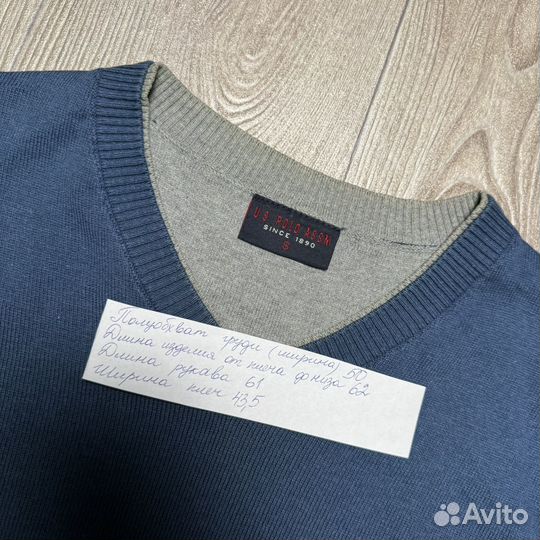 U.S. POLO ASSN.
SINCE 1890
S
Полуобхват груди (ширина) 50
Длина изделия от плеча до низа 62
Длина рукава 61
Ширина плеч 43,5
Avito